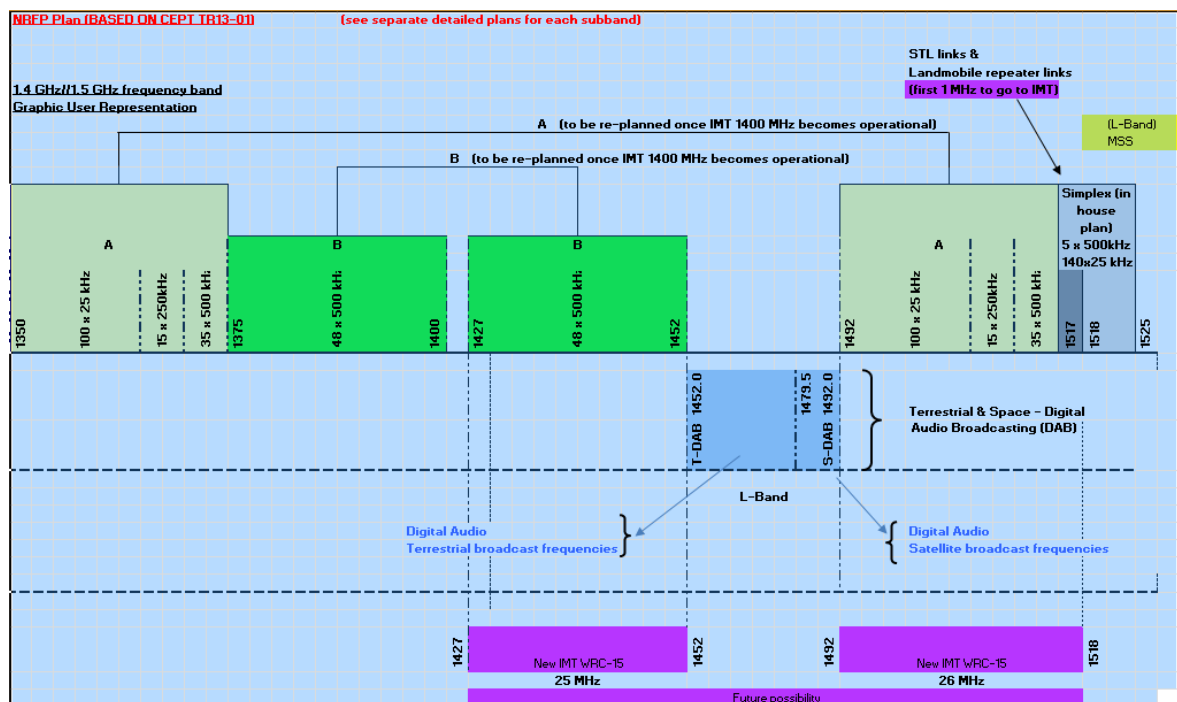 NRFP Plan (BASED ON CEPT TR13-01) (see separate detailed plans for each subband)
STL links &
Landmobile repeater links
(first 1 MHz to go to IMT)
1.4 GHz//1.5 GHz frequency band
Graphic User Representation
(L-Band)
MSS
A (to be re-planned once IMT 1400 MHz becomes operational)
B (to be re-planned once IMT 1400 MHz becomes operational)
Simplex (in
house
plan)
5 x 500kHz
140x25 kHz
A
B
B
A
1350
100 x 25 kHz
15 x 250kHz
35 x 500 kHz
1375
48 x 500 kHz
1400
1427
48 x 500 kHz
1452
1492
100 x 25 kHz
15 x 250kHz
35 x 500 kHz
1517
1518
1525
T-DAB 1452.0
1479.5
S-DAB 1492.0
Terrestrial & Space - Digital
Audio Broadcasting (DAB)
L-Band
Digital Audio
Terrestrial broadcast frequencies
Digital Audio
Satellite broadcast frequencies
1427
New IMT WRC-15
1452
1492
New IMT WRC-15
1518
25 MHz
26 MHz
Future possibility